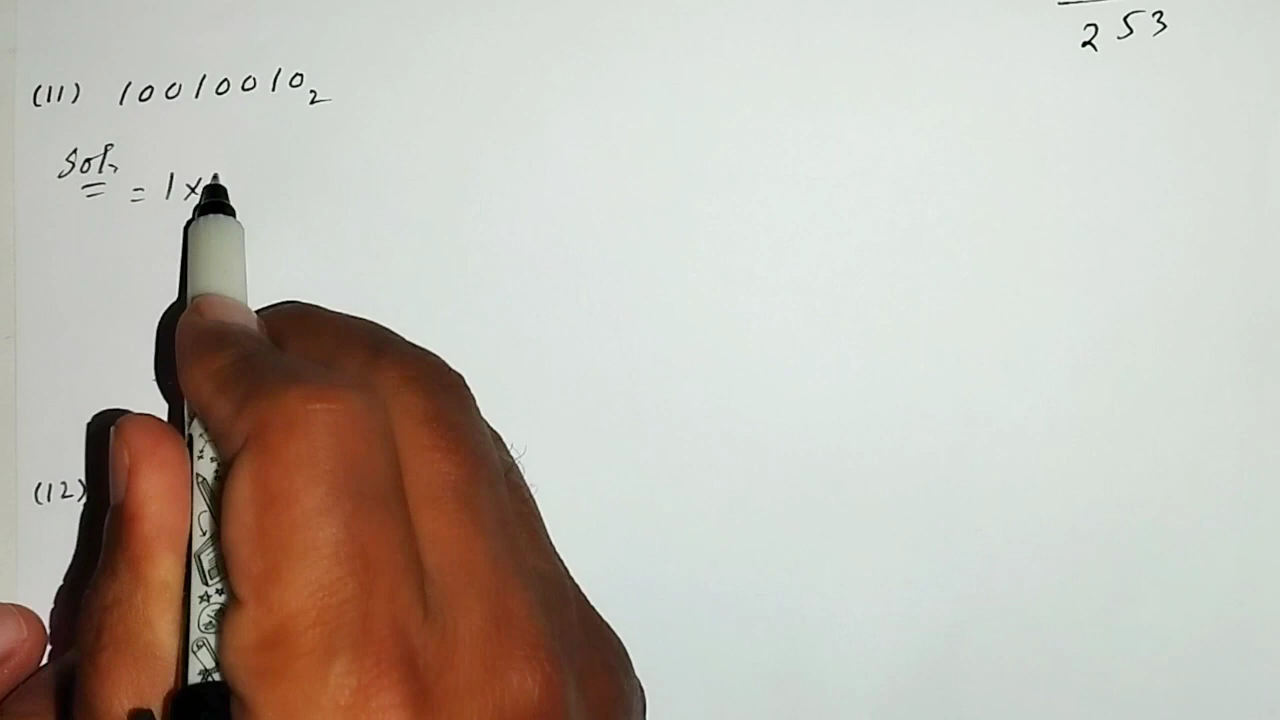 253
(11) 10010010₂
Sol.
= 1×
(12)